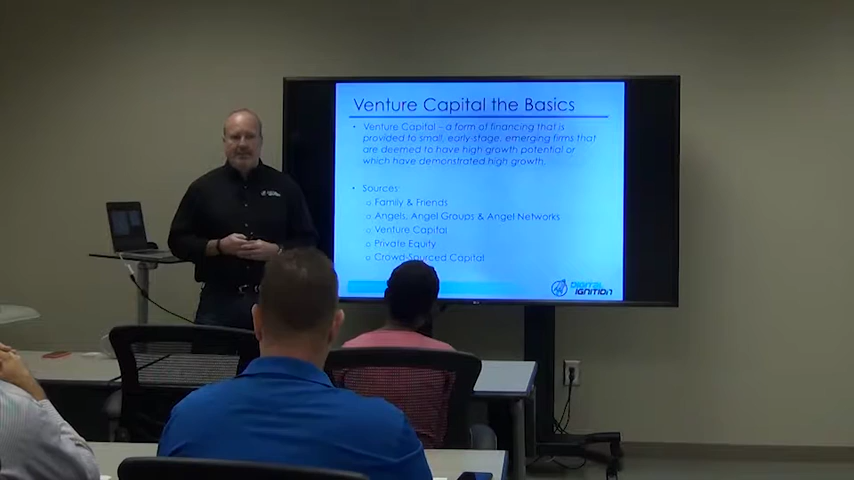 Venture Capital the Basics
• Venture Capital – a form of financing that is
provided to small, early-stage, emerging firms that
are deemed to have high growth potential or
which have demonstrated high growth.
• Sources:
○ Family & Friends
○ Angels, Angel Groups & Angel Networks
○ Venture Capital
○ Private Equity
○ Crowd-Sourced Capital
DIGITAL
IGNITION